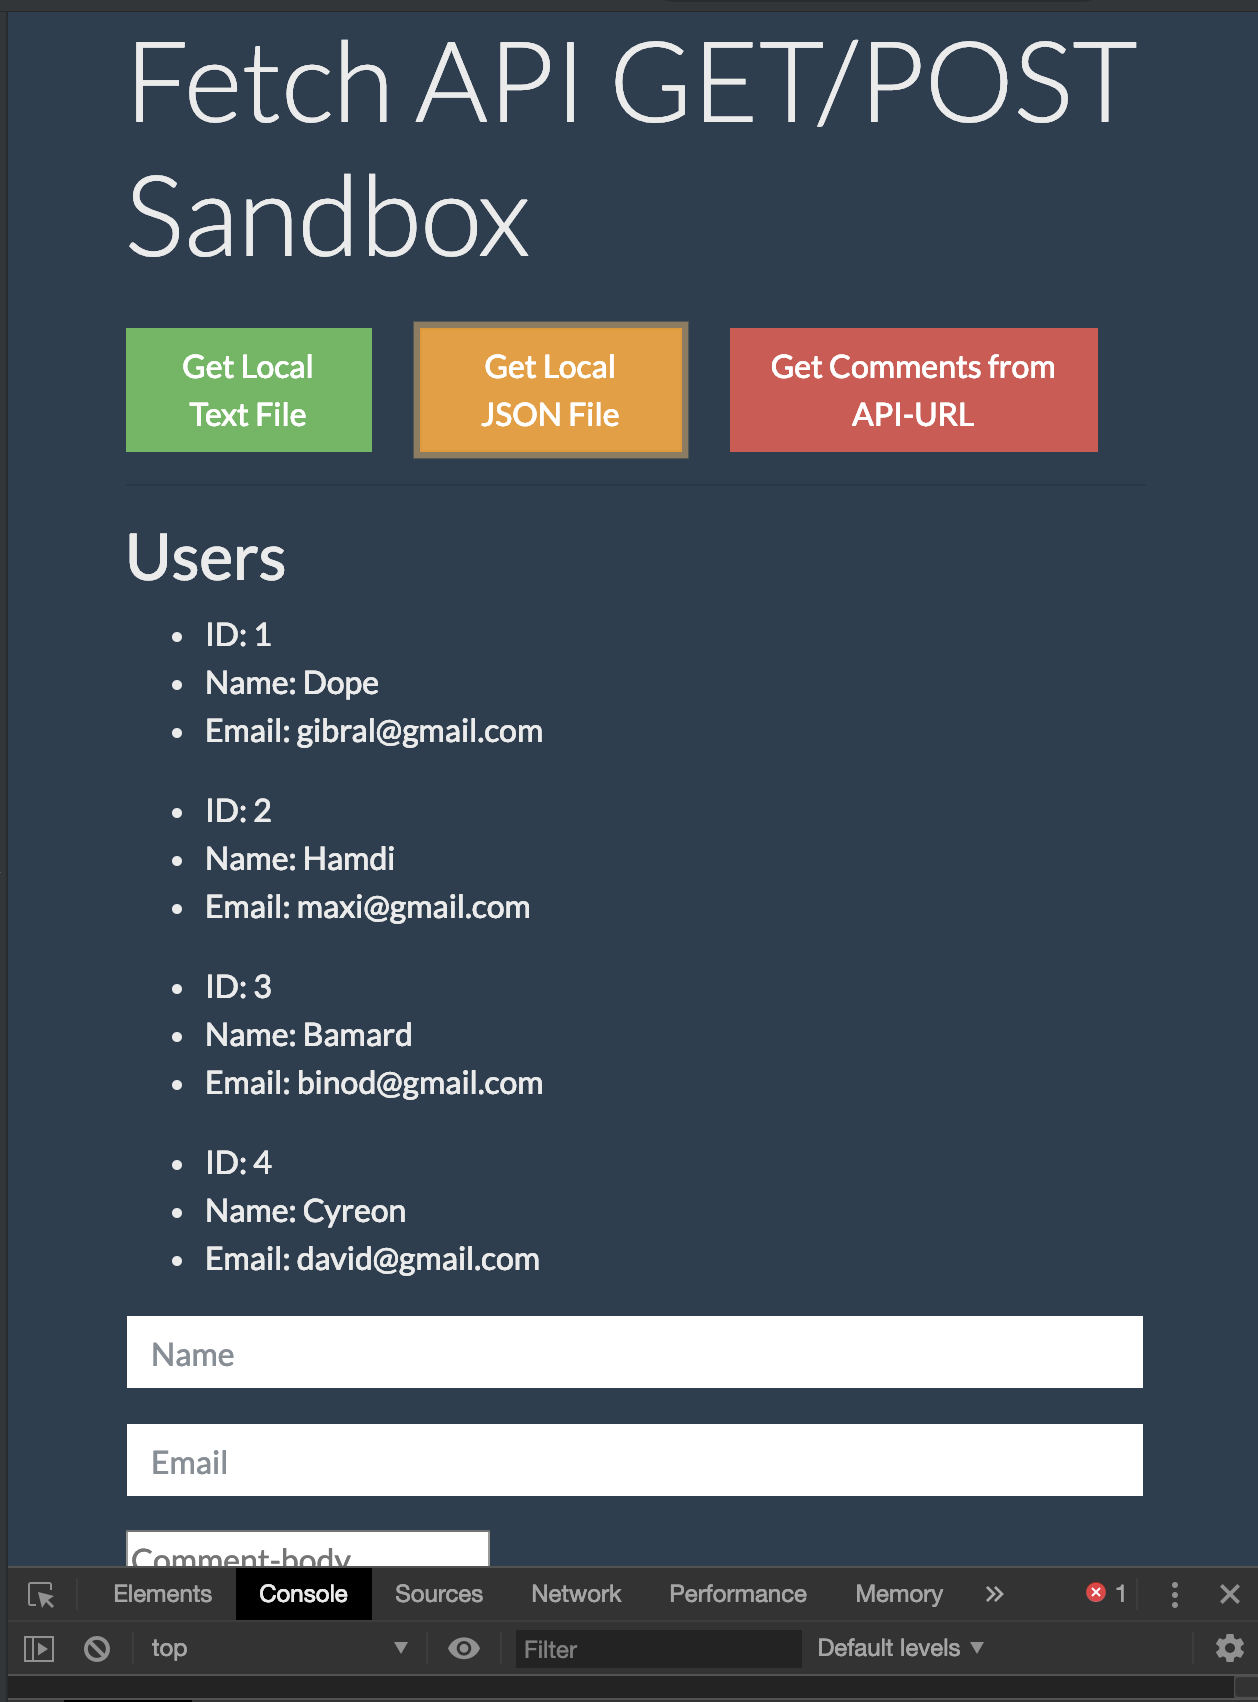 Fetch API GET/POST
Sandbox
Get Local
Text File
Get Local
JSON File
Get Comments from
API-URL
Users
ID: 1
Name: Dope
Email: gibral@gmail.com
ID: 2
Name: Hamdi
Email: maxi@gmail.com
ID: 3
Name: Bamard
Email: binod@gmail.com
ID: 4
Name: Cyreon
Email: david@gmail.com
Name
Email
Comment-body
Elements Console Sources Network Performance Memory » 1
top Filter Default levels